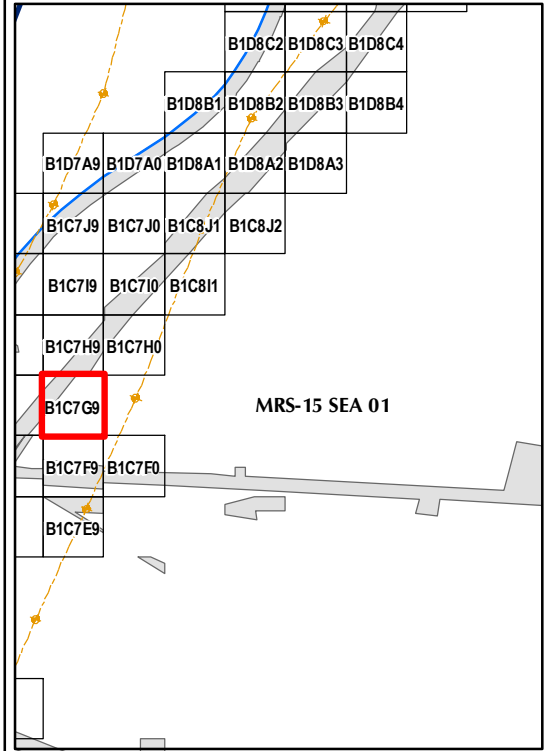 B1D8C2 B1D8C3 B1D8C4
B1D8B1 B1D8B2 B1D8B3 B1D8B4
B1D7A9 B1D7A0 B1D8A1 B1D8A2 B1D8A3
B1C7J9 B1C7J0 B1C8J1 B1C8J2
B1C7I9 B1C7I0 B1C8I1
B1C7H9 B1C7H0
B1C7G9 MRS-15 SEA 01
B1C7F9 B1C7F0
B1C7E9